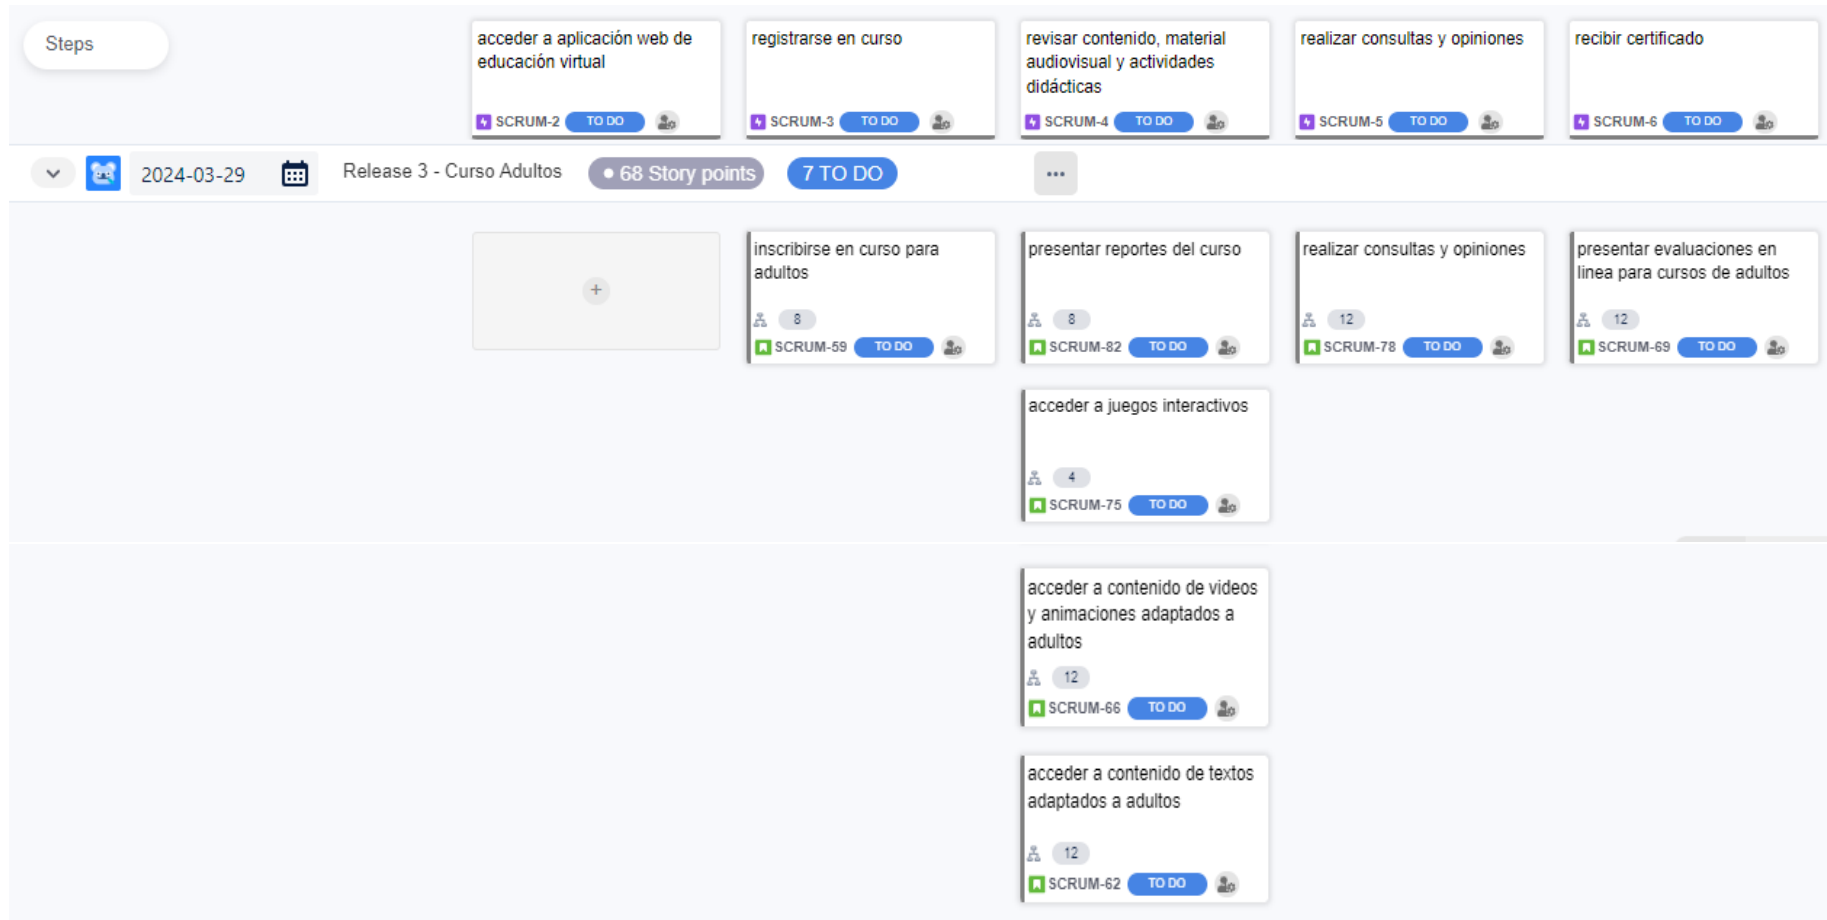 Steps
acceder a aplicación web de
educación virtual
SCRUM-2 TO DO
registrarse en curso
SCRUM-3 TO DO
revisar contenido, material
audiovisual y actividades
didácticas
SCRUM-4 TO DO
realizar consultas y opiniones
SCRUM-5 TO DO
recibir certificado
SCRUM-6 TO DO
2024-03-29 Release 3 - Curso Adultos 68 Story points 7 TO DO ...
+
inscribirse en curso para
adultos
8
SCRUM-59 TO DO
presentar reportes del curso
8
SCRUM-82 TO DO
realizar consultas y opiniones
12
SCRUM-78 TO DO
presentar evaluaciones en
linea para cursos de adultos
12
SCRUM-69 TO DO
acceder a juegos interactivos
4
SCRUM-75 TO DO
acceder a contenido de videos
y animaciones adaptados a
adultos
12
SCRUM-66 TO DO
acceder a contenido de textos
adaptados a adultos
12
SCRUM-62 TO DO